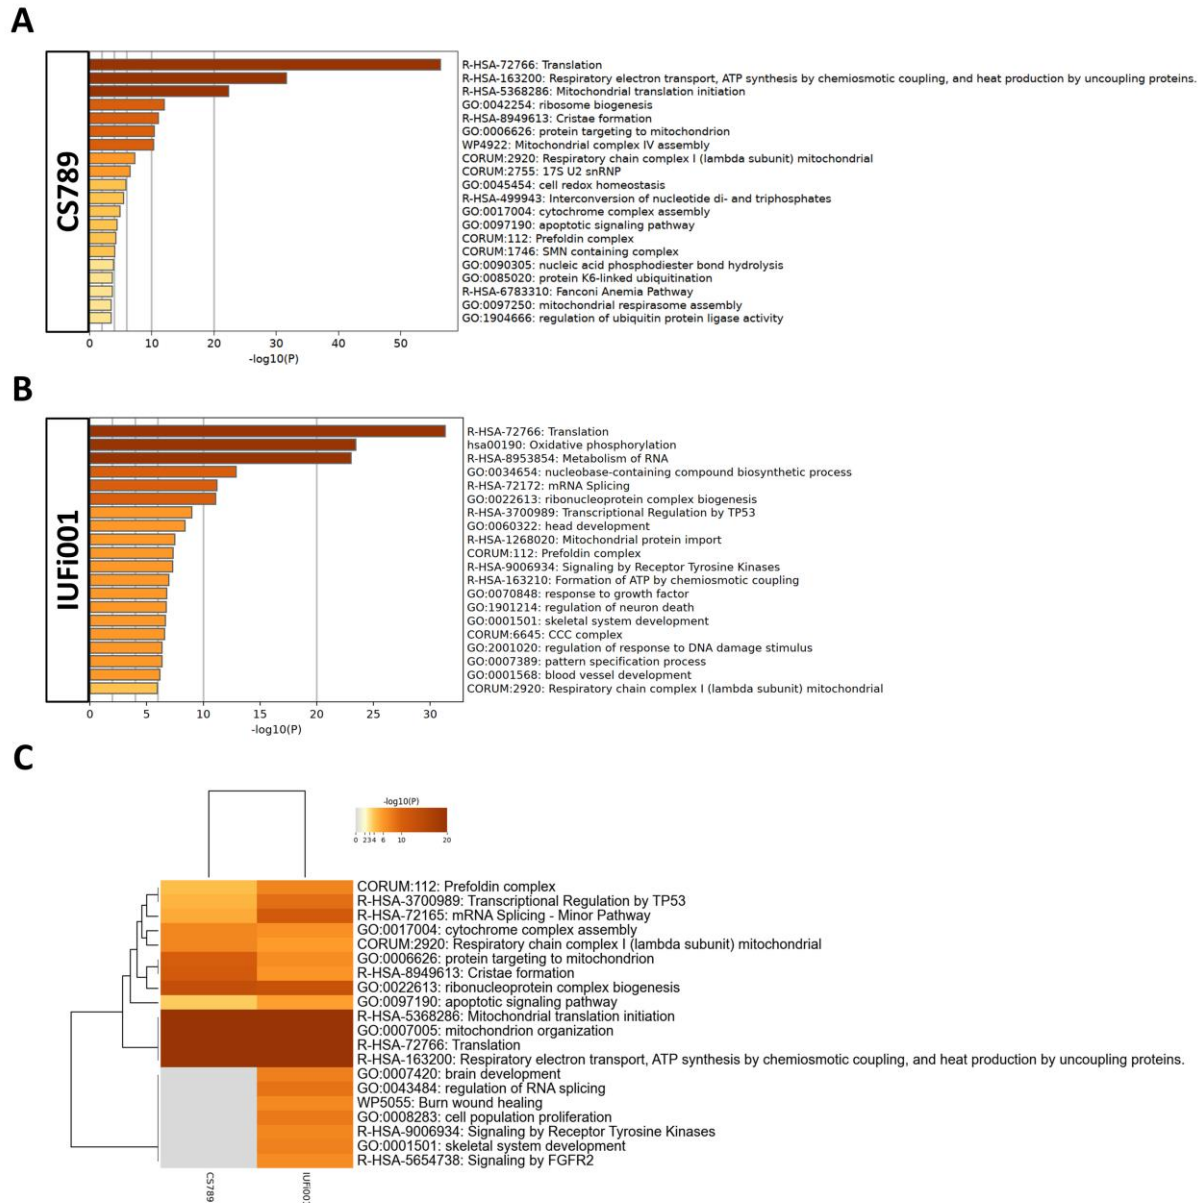 A
CS789
R-HSA-72766: Translation
R-HSA-163200: Respiratory electron transport, ATP synthesis by chemiosmotic coupling, and heat production by uncoupling proteins.
R-HSA-5368286: Mitochondrial translation initiation
GO:0042254: ribosome biogenesis
R-HSA-8949613: Cristae formation
GO:0006626: protein targeting to mitochondrion
WP4922: Mitochondrial complex IV assembly
CORUM:2920: Respiratory chain complex I (lambda subunit) mitochondrial
CORUM:2755: 17S U2 snRNP
GO:0045454: cell redox homeostasis
R-HSA-499943: Interconversion of nucleotide di- and triphosphates
GO:0017004: cytochrome complex assembly
GO:0097190: apoptotic signaling pathway
CORUM:112: Prefoldin complex
CORUM:1746: SMN containing complex
GO:0090305: nucleic acid phosphodiester bond hydrolysis
GO:0085020: protein K6-linked ubiquitination
R-HSA-6783310: Fanconi Anemia Pathway
GO:0097250: mitochondrial respirasome assembly
GO:1904666: regulation of ubiquitin protein ligase activity
0 10 20 30 40 50
-log10(P)
B
IUFi001
R-HSA-72766: Translation
hsa00190: Oxidative phosphorylation
R-HSA-8953854: Metabolism of RNA
GO:0034654: nucleobase-containing compound biosynthetic process
R-HSA-72172: mRNA Splicing
GO:0022613: ribonucleoprotein complex biogenesis
R-HSA-3700989: Transcriptional Regulation by TP53
GO:0060322: head development
R-HSA-1268020: Mitochondrial protein import
CORUM:112: Prefoldin complex
R-HSA-9006934: Signaling by Receptor Tyrosine Kinases
R-HSA-163210: Formation of ATP by chemiosmotic coupling
GO:0070848: response to growth factor
GO:1901214: regulation of neuron death
GO:0001501: skeletal system development
CORUM:6645: CCC complex
GO:2001020: regulation of response to DNA damage stimulus
GO:0007389: pattern specification process
GO:0001568: blood vessel development
CORUM:2920: Respiratory chain complex I (lambda subunit) mitochondrial
0 5 10 15 20 25 30
-log10(P)
C
-log10(P)
0 2 3 4 6 10 20
CORUM:112: Prefoldin complex
R-HSA-3700989: Transcriptional Regulation by TP53
R-HSA-72165: mRNA Splicing - Minor Pathway
GO:0017004: cytochrome complex assembly
CORUM:2920: Respiratory chain complex I (lambda subunit) mitochondrial
GO:0006626: protein targeting to mitochondrion
R-HSA-8949613: Cristae formation
GO:0022613: ribonucleoprotein complex biogenesis
GO:0097190: apoptotic signaling pathway
R-HSA-5368286: Mitochondrial translation initiation
GO:0007005: mitochondrion organization
R-HSA-72766: Translation
R-HSA-163200: Respiratory electron transport, ATP synthesis by chemiosmotic coupling, and heat production by uncoupling proteins.
GO:0007420: brain development
GO:0043484: regulation of RNA splicing
WP5055: Burn wound healing
GO:0008283: cell population proliferation
R-HSA-9006934: Signaling by Receptor Tyrosine Kinases
GO:0001501: skeletal system development
R-HSA-5654738: Signaling by FGFR2
CS789